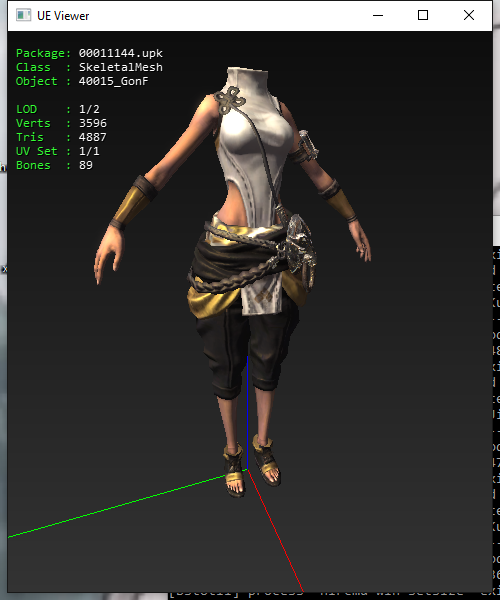 UE Viewer
Package: 00011144.upk
Class : SkeletalMesh
Object : 40015_GonF
LOD : 1/2
Verts : 3596
Tris : 4887
UV Set : 1/1
Bones : 89